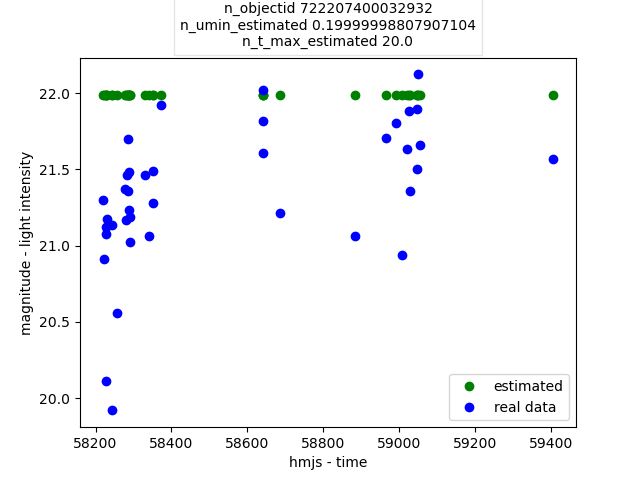 n_objectid 722207400032932
n_umin_estimated 0.19999998807907104
n_t_max_estimated 20.0
magnitude - light intensity
22.0
21.5
21.0
20.5
20.0
estimated
real data
58200 58400 58600 58800 59000 59200 59400
hmjs - time